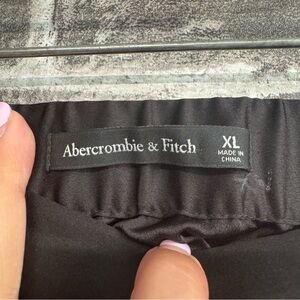 Abercrombie & Fitch
XL
MADE IN
CHINA